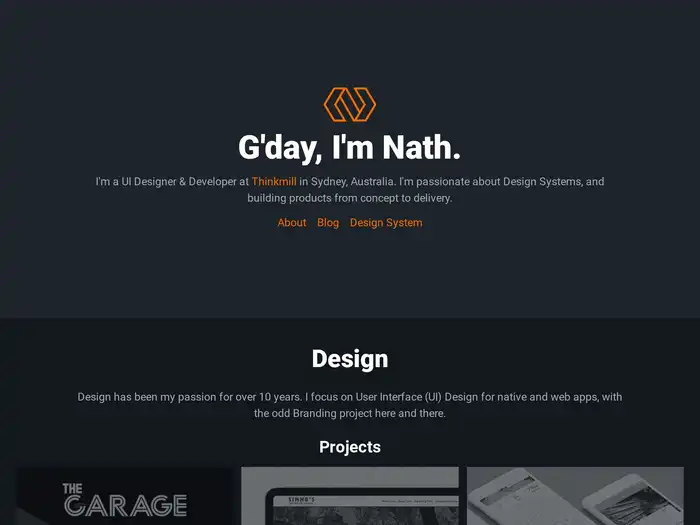 G'day, I'm Nath.
I'm a UI Designer & Developer at Thinkmill in Sydney, Australia. I'm passionate about Design Systems, and
building products from concept to delivery.
About Blog Design System
Design
Design has been my passion for over 10 years. I focus on User Interface (UI) Design for native and web apps, with
the odd Branding project here and there.
Projects
THE
GARAGE